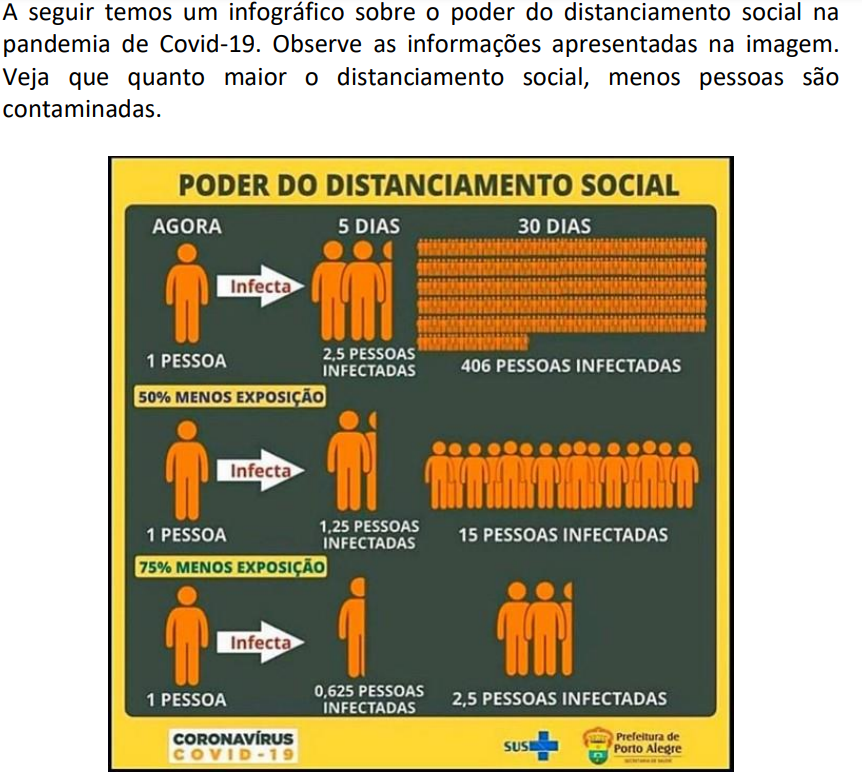 A seguir temos um infográfico sobre o poder do distanciamento social na
pandemia de Covid-19. Observe as informações apresentadas na imagem.
Veja que quanto maior o distanciamento social, menos pessoas são
contaminadas.
PODER DO DISTANCIAMENTO SOCIAL
AGORA 5 DIAS 30 DIAS
Infecta
1 PESSOA
2,5 PESSOAS
INFECTADAS
406 PESSOAS INFECTADAS
50% MENOS EXPOSIÇÃO
Infecta
1 PESSOA
1,25 PESSOAS
INFECTADAS
15 PESSOAS INFECTADAS
75% MENOS EXPOSIÇÃO
Infecta
1 PESSOA
0,625 PESSOAS
INFECTADAS
2,5 PESSOAS INFECTADAS
CORONAVÍRUS
COVID-19
SUS
Prefeitura de
Porto Alegre